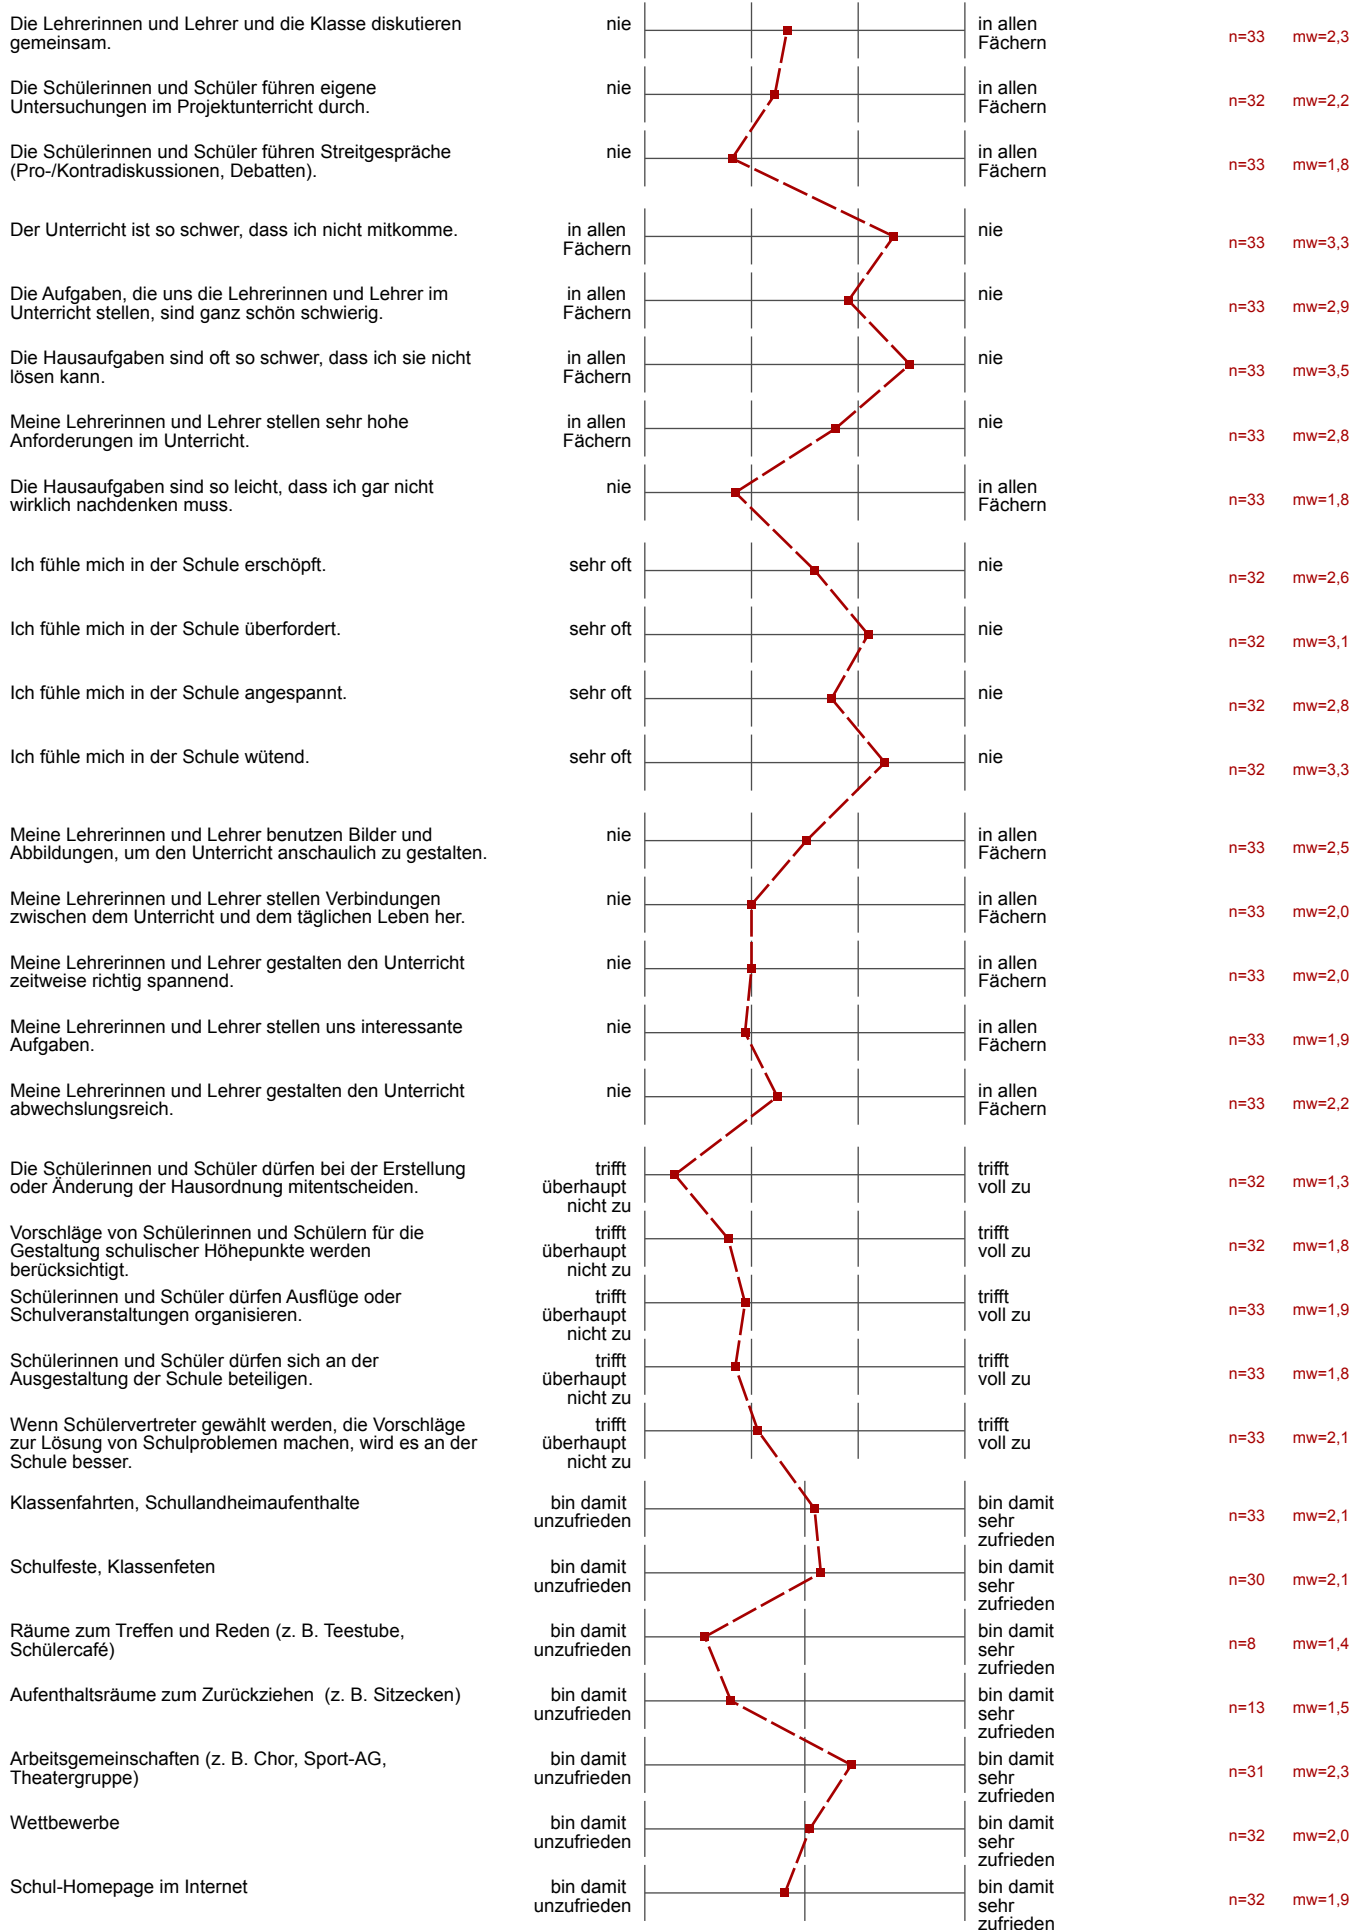 Die Lehrerinnen und Lehrer und die Klasse diskutieren
gemeinsam.
nie
in allen
Fächern
n=33 mw=2,3
Die Schülerinnen und Schüler führen eigene
Untersuchungen im Projektunterricht durch.
nie
in allen
Fächern
n=32 mw=2,2
Die Schülerinnen und Schüler führen Streitgespräche
(Pro-/Kontradiskussionen, Debatten).
nie
in allen
Fächern
n=33 mw=1,8
Der Unterricht ist so schwer, dass ich nicht mitkomme.
in allen
Fächern
nie
n=33 mw=3,3
Die Aufgaben, die uns die Lehrerinnen und Lehrer im
Unterricht stellen, sind ganz schön schwierig.
in allen
Fächern
nie
n=33 mw=2,9
Die Hausaufgaben sind oft so schwer, dass ich sie nicht
lösen kann.
in allen
Fächern
nie
n=33 mw=3,5
Meine Lehrerinnen und Lehrer stellen sehr hohe
Anforderungen im Unterricht.
in allen
Fächern
nie
n=33 mw=2,8
Die Hausaufgaben sind so leicht, dass ich gar nicht
wirklich nachdenken muss.
nie
in allen
Fächern
n=33 mw=1,8
Ich fühle mich in der Schule erschöpft.
sehr oft
nie
n=32 mw=2,6
Ich fühle mich in der Schule überfordert.
sehr oft
nie
n=32 mw=3,1
Ich fühle mich in der Schule angespannt.
sehr oft
nie
n=32 mw=2,8
Ich fühle mich in der Schule wütend.
sehr oft
nie
n=32 mw=3,3
Meine Lehrerinnen und Lehrer benutzen Bilder und
Abbildungen, um den Unterricht anschaulich zu gestalten.
nie
in allen
Fächern
n=33 mw=2,5
Meine Lehrerinnen und Lehrer stellen Verbindungen
zwischen dem Unterricht und dem täglichen Leben her.
nie
in allen
Fächern
n=33 mw=2,0
Meine Lehrerinnen und Lehrer gestalten den Unterricht
zeitweise richtig spannend.
nie
in allen
Fächern
n=33 mw=2,0
Meine Lehrerinnen und Lehrer stellen uns interessante
Aufgaben.
nie
in allen
Fächern
n=33 mw=1,9
Meine Lehrerinnen und Lehrer gestalten den Unterricht
abwechslungsreich.
nie
in allen
Fächern
n=33 mw=2,2
Die Schülerinnen und Schüler dürfen bei der Erstellung
oder Änderung der Hausordnung mitentscheiden.
trifft
überhaupt
nicht zu
trifft
voll zu
n=32 mw=1,3
Vorschläge von Schülerinnen und Schülern für die
Gestaltung schulischer Höhepunkte werden
berücksichtigt.
trifft
überhaupt
nicht zu
trifft
voll zu
n=32 mw=1,8
Schülerinnen und Schüler dürfen Ausflüge oder
Schulveranstaltungen organisieren.
trifft
überhaupt
nicht zu
trifft
voll zu
n=33 mw=1,9
Schülerinnen und Schüler dürfen sich an der
Ausgestaltung der Schule beteiligen.
trifft
überhaupt
nicht zu
trifft
voll zu
n=33 mw=1,8
Wenn Schülervertreter gewählt werden, die Vorschläge
zur Lösung von Schulproblemen machen, wird es an der
Schule besser.
trifft
überhaupt
nicht zu
trifft
voll zu
n=33 mw=2,1
Klassenfahrten, Schullandheimaufenthalte
bin damit
unzufrieden
bin damit
sehr
zufrieden
n=33 mw=2,1
Schulfeste, Klassenfeten
bin damit
unzufrieden
bin damit
sehr
zufrieden
n=30 mw=2,1
Räume zum Treffen und Reden (z. B. Teestube,
Schülercafé)
bin damit
unzufrieden
bin damit
sehr
zufrieden
n=8 mw=1,4
Aufenthaltsräume zum Zurückziehen (z. B. Sitzecken)
bin damit
unzufrieden
bin damit
sehr
zufrieden
n=13 mw=1,5
Arbeitsgemeinschaften (z. B. Chor, Sport-AG,
Theatergruppe)
bin damit
unzufrieden
bin damit
sehr
zufrieden
n=31 mw=2,3
Wettbewerbe
bin damit
unzufrieden
bin damit
sehr
zufrieden
n=32 mw=2,0
Schul-Homepage im Internet
bin damit
unzufrieden
bin damit
sehr
zufrieden
n=32 mw=1,9